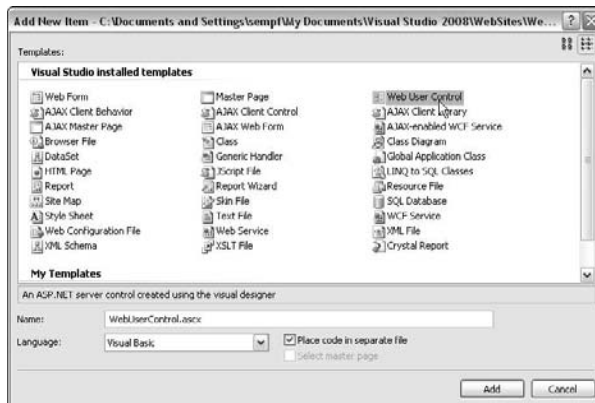 Add New Item - C:\Documents and Settings\sempf\My Documents\Visual Studio 2008\WebSites\We...
Templates:
Visual Studio installed templates
Web Form Master Page Web User Control
AJAX Client Behavior AJAX Client Control AJAX Client Library
AJAX Master Page AJAX Web Form AJAX-enabled WCF Service
Browser File Class Class Diagram
DataSet Generic Handler Global Application Class
HTML Page JScript File LINQ to SQL Classes
Report Report Wizard Resource File
Site Map Skin File SQL Database
Style Sheet Text File WCF Service
Web Configuration File Web Service XML File
XML Schema XSLT File Crystal Report
My Templates
An ASP.NET server control created using the visual designer
Name: WebUserControl.ascx
Language: Visual Basic Place code in separate file
Select master page
Add Cancel